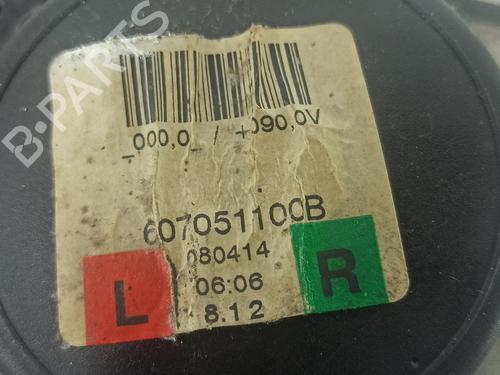 B-PARTS
_000,0_ / +090,0V
607051100B
080414
06:06
8.12
L
R